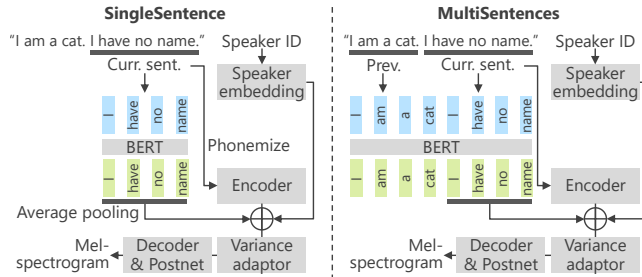 SingleSentence
"I am a cat. I have no name."
Speaker ID
Curr. sent.
Speaker
embedding
I
have
no
name
BERT
Phonemize
I
have
no
name
Encoder
Average pooling
Mel-
spectrogram
Decoder
& Postnet
Variance
adaptor
MultiSentences
"I am a cat. I have no name."
Speaker ID
Prev.
Curr. sent.
Speaker
embedding
I
am
a
cat
I
have
no
name
BERT
I
am
a
cat
I
have
no
name
Encoder
Mel-
spectrogram
Decoder
& Postnet
Variance
adaptor